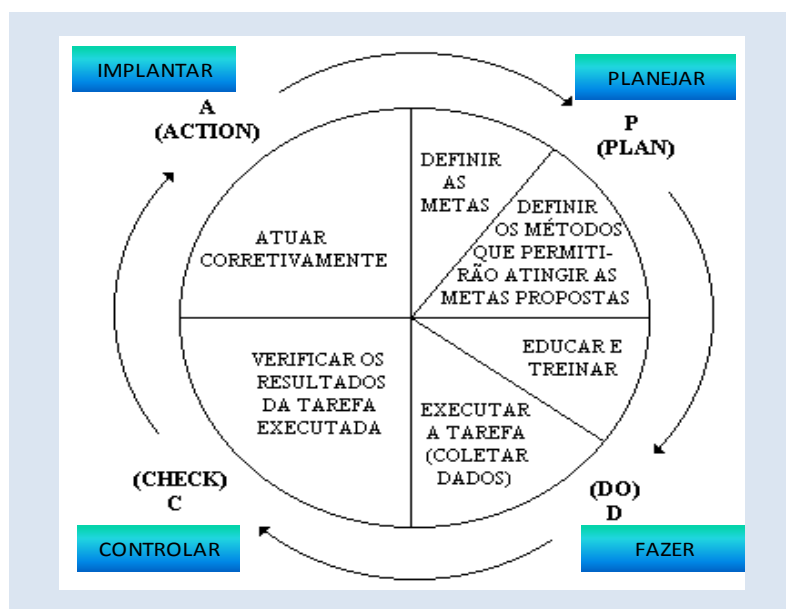 IMPLANTAR
A
(ACTION)
PLANEJAR
P
(PLAN)
DEFINIR
AS
METAS
DEFINIR
OS MÉTODOS
QUE PERMITI-
RÃO ATINGIR AS
METAS PROPOSTAS
ATUAR
CORRETIVAMENTE
EDUCAR E
TREINAR
VERIFICAR OS
RESULTADOS
DA TAREFA
EXECUTADA
EXECUTAR
A TAREFA
(COLETAR
DADOS)
(CHECK)
C
CONTROLAR
(DO)
D
FAZER